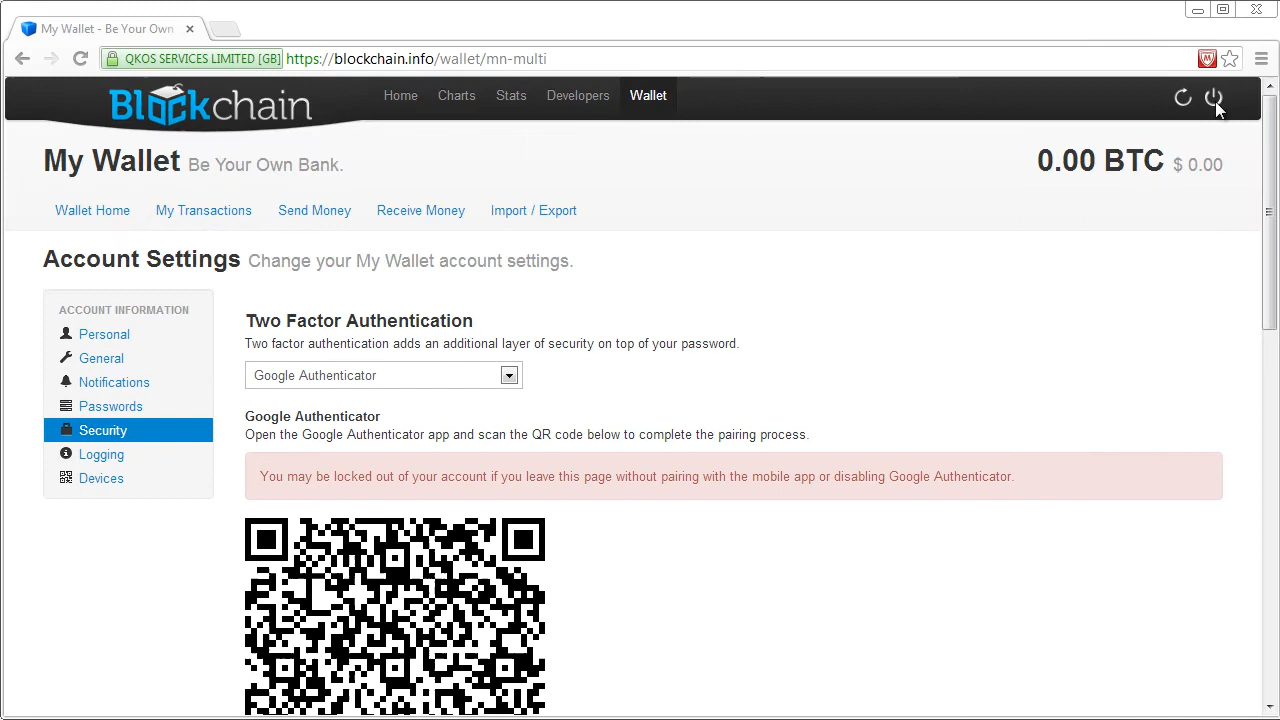 My Wallet - Be Your Own
QKOS SERVICES LIMITED [GB] https://blockchain.info/wallet/mn-multi
Blockchain Home Charts Stats Developers Wallet
My Wallet Be Your Own Bank. 0.00 BTC $ 0.00
Wallet Home My Transactions Send Money Receive Money Import / Export
Account Settings Change your My Wallet account settings.
ACCOUNT INFORMATION
Personal
General
Notifications
Passwords
Security
Logging
Devices
Two Factor Authentication
Two factor authentication adds an additional layer of security on top of your password.
Google Authenticator
Google Authenticator
Open the Google Authenticator app and scan the QR code below to complete the pairing process.
You may be locked out of your account if you leave this page without pairing with the mobile app or disabling Google Authenticator.